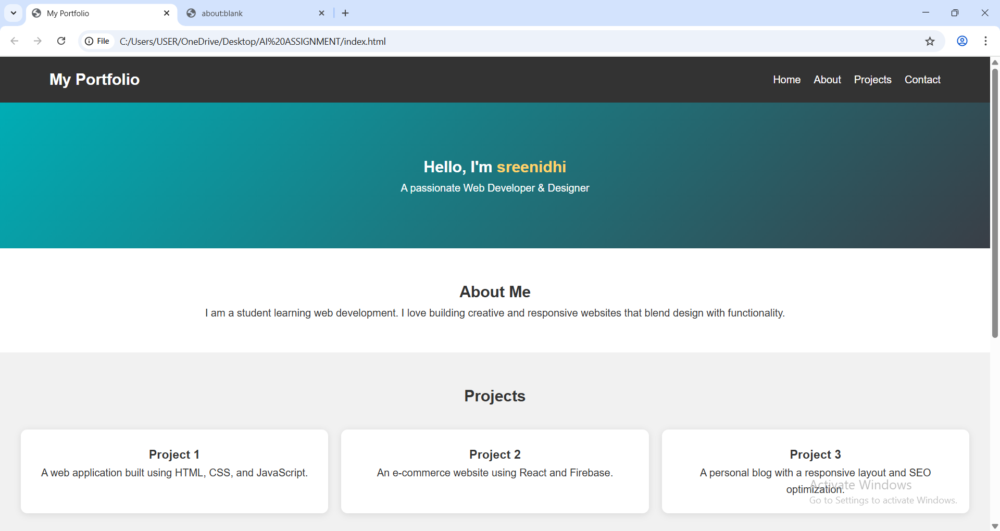 My Portfolio
about:blank
File C:/Users/USER/OneDrive/Desktop/AI%20ASSIGNMENT/index.html
My Portfolio
Home About Projects Contact
Hello, I'm sreenidhi
A passionate Web Developer & Designer
About Me
I am a student learning web development. I love building creative and responsive websites that blend design with functionality.
Projects
Project 1
A web application built using HTML, CSS, and JavaScript.
Project 2
An e-commerce website using React and Firebase.
Project 3
A personal blog with a responsive layout and SEO
optimization.
Activate Windows
Go to Settings to activate Windows.